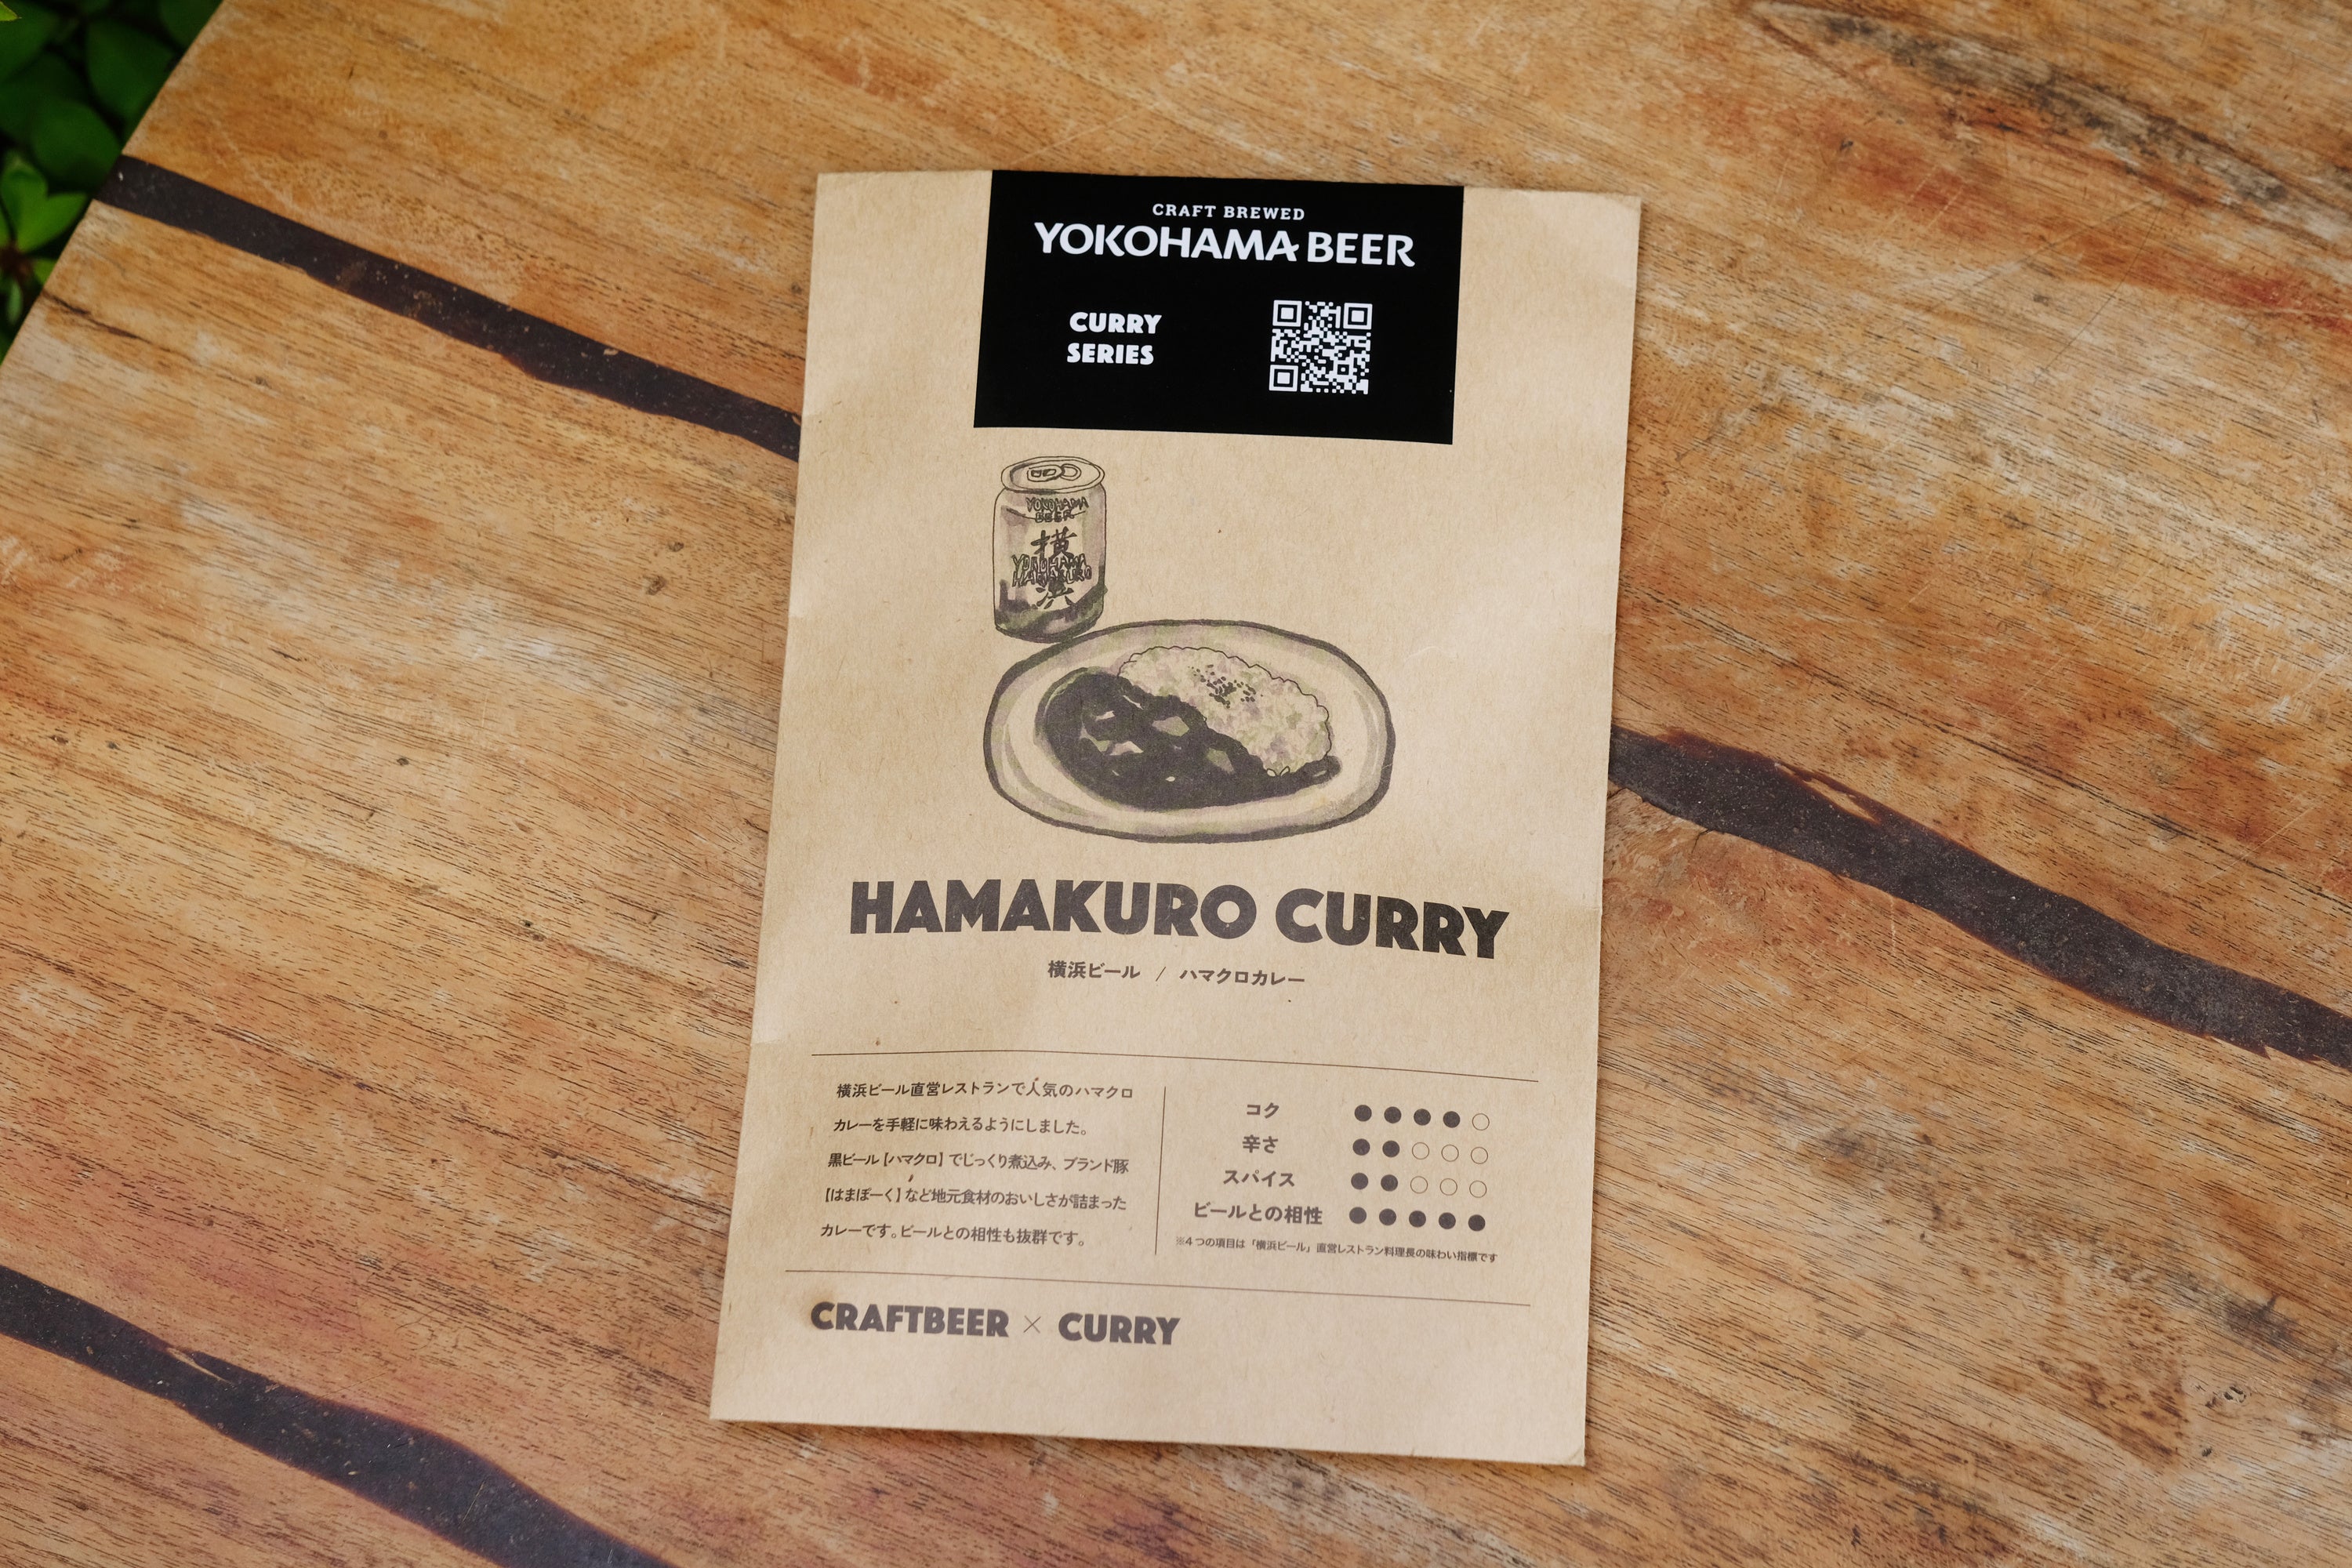 CRAFT BREWED
YOKOHAMA BEER
CURRY
SERIES
YOKOHAMA
BEER
横
YOKOHAMA
HAMAKURO
浜
HAMAKURO CURRY
横浜ビール / ハマクロカレー
横浜ビール直営レストランで人気のハマクロ
カレーを手軽に味わえるようにしました。
黒ビール【ハマクロ】でじっくり煮込み、ブランド豚
【はまぽーく】など地元食材のおいしさが詰まった
カレーです。ビールとの相性も抜群です。
コク ●●●●○
辛さ ●●○○○
スパイス ●●○○○
ビールとの相性 ●●●●●
※4つの項目は「横浜ビール」直営レストラン料理長の味わい指標です
CRAFTBEER × CURRY